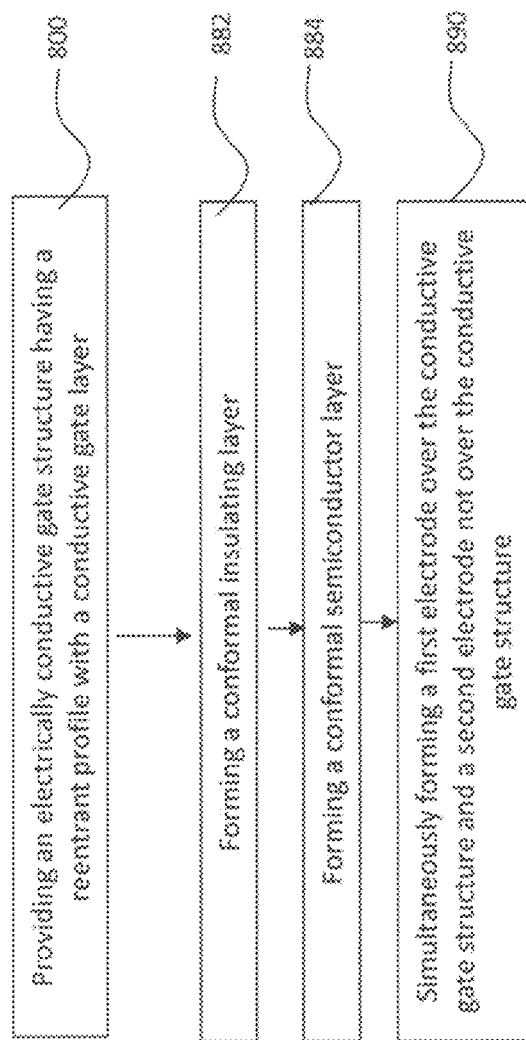 Providing an electrically conductive gate structure having a
reentrant profile with a conductive gate layer
800
Forming a conformal insulating layer
882
Forming a conformal semiconductor layer
884
Simultaneously forming a first electrode over the conductive
gate structure and a second electrode not over the conductive
gate structure
890